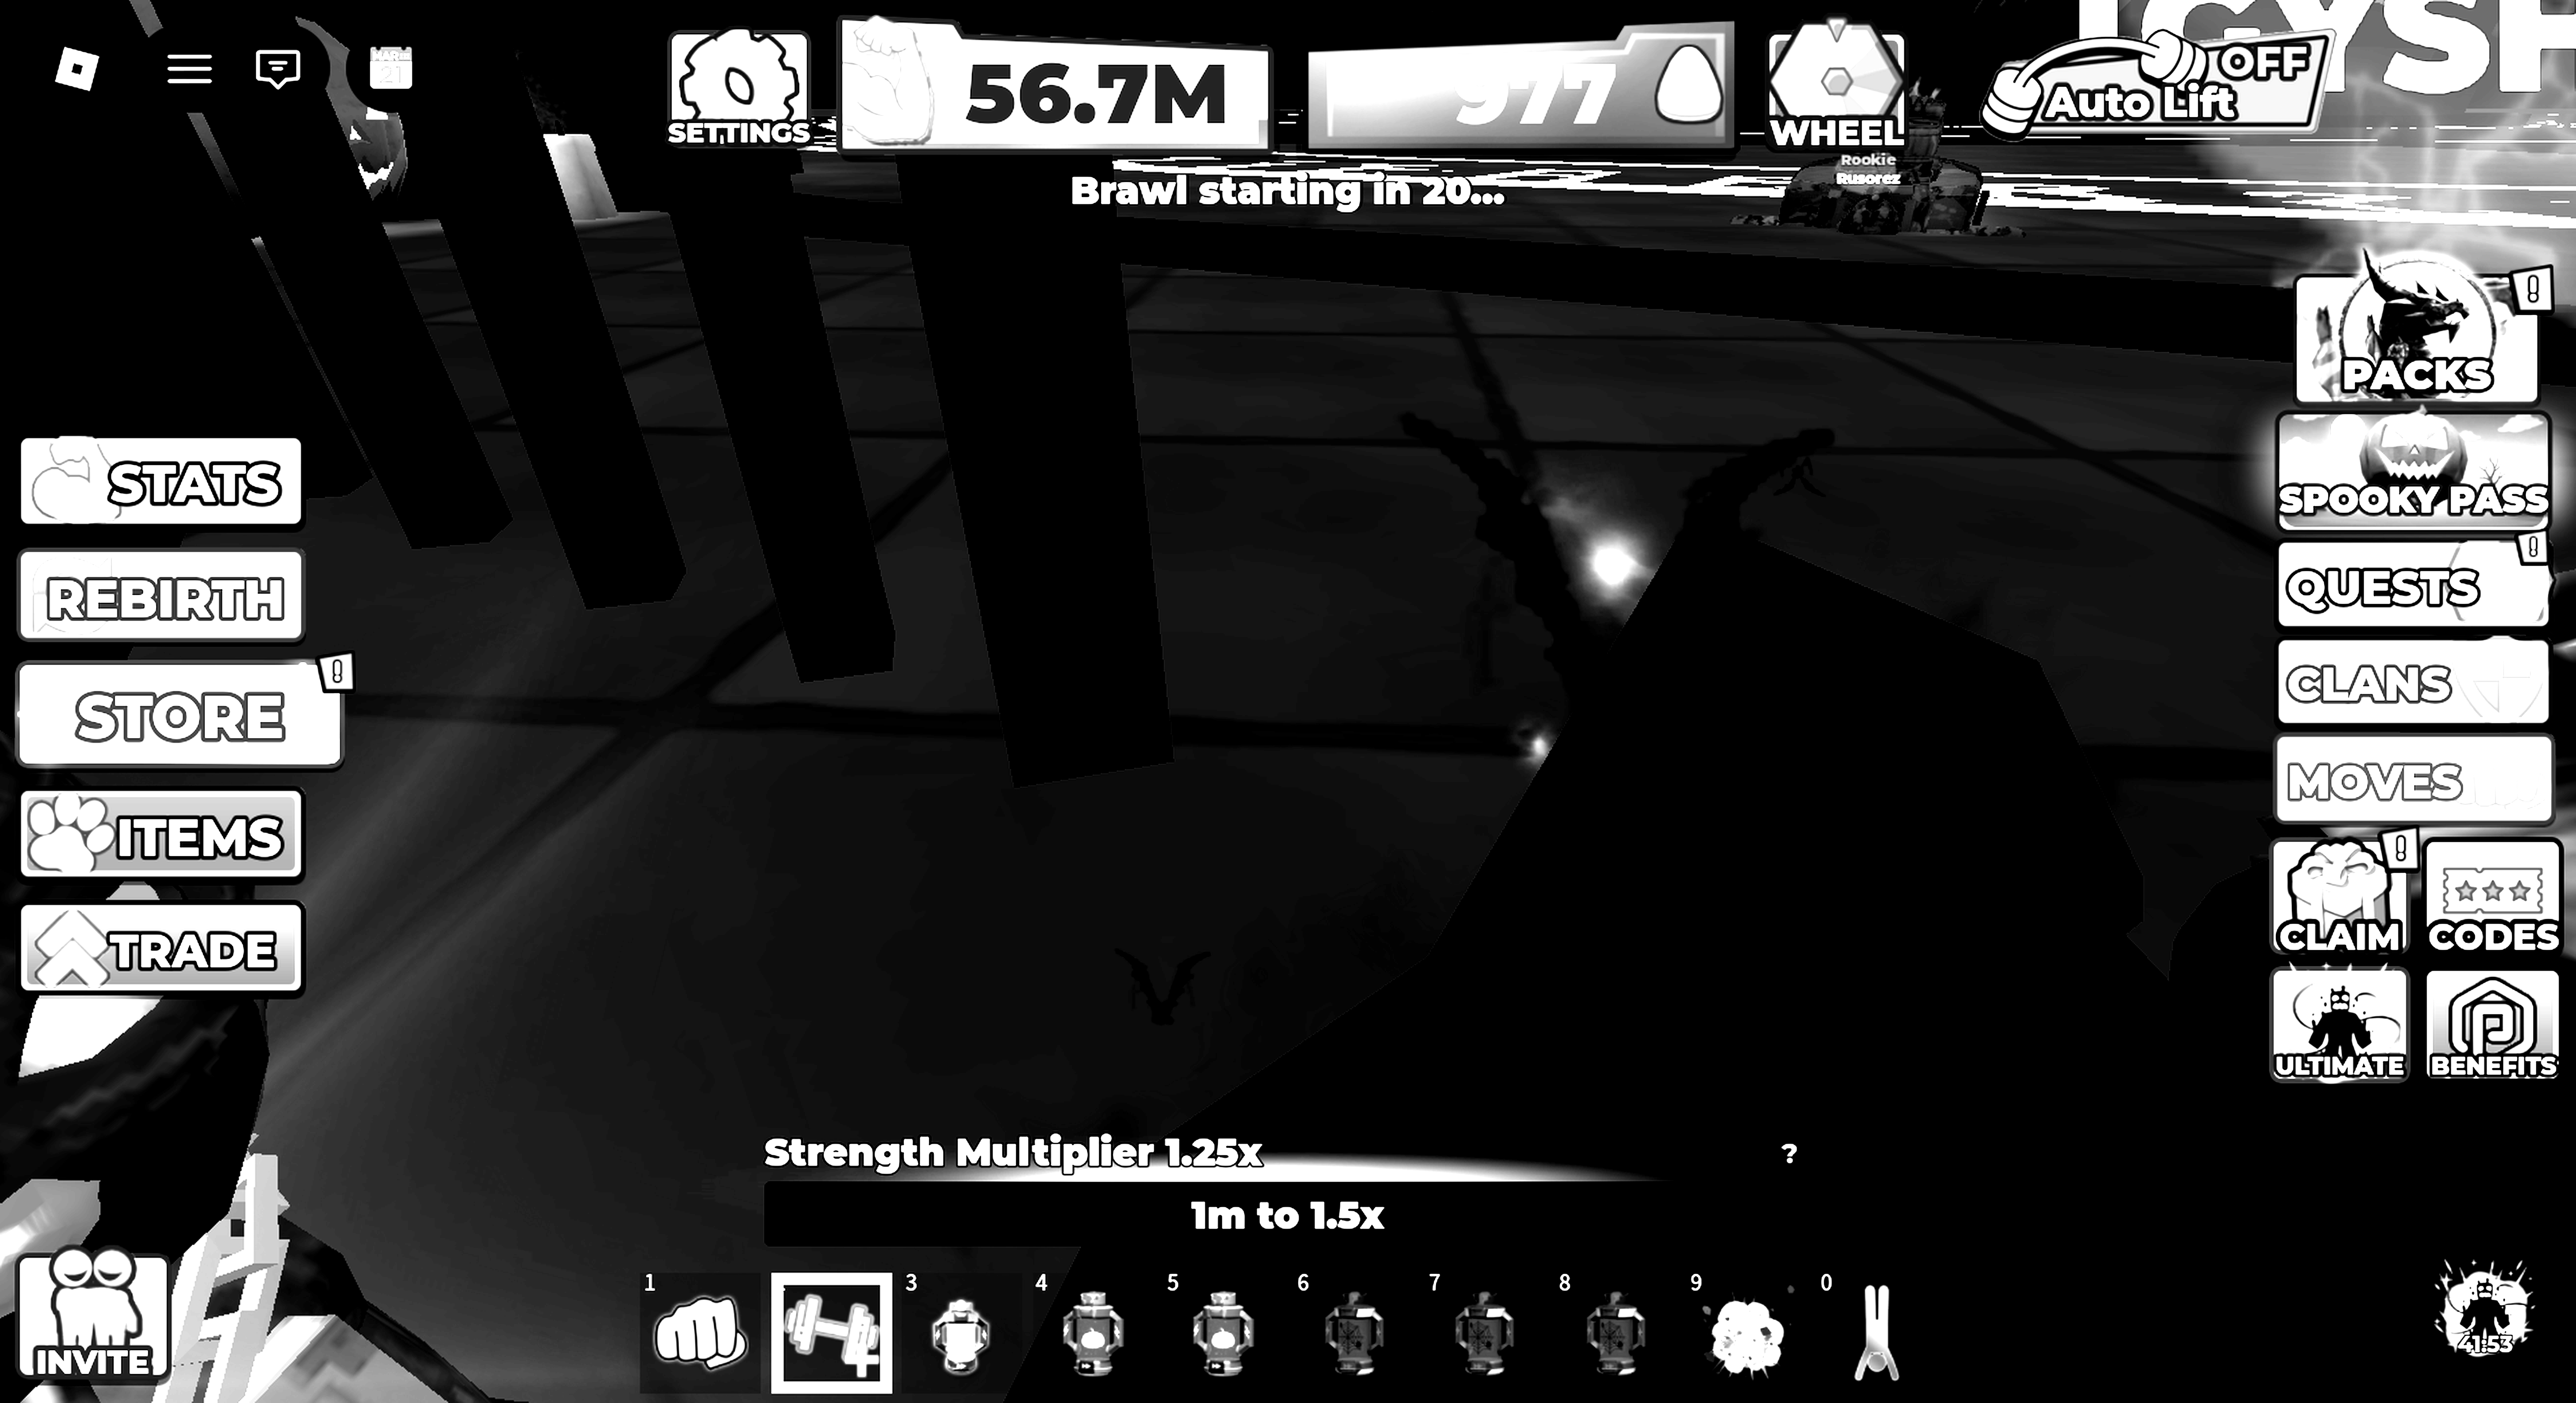 SETTINGS
56.7M
977
WHEEL
OFF
Auto Lift
Rookie
Rusorez
Brawl starting in 20...
PACKS
SPOOKY PASS
QUESTS
CLANS
MOVES
CLAIM
CODES
ULTIMATE
BENEFITS
STATS
REBIRTH
STORE
ITEMS
TRADE
INVITE
Strength Multiplier 1.25x
?
1m to 1.5x
1
3
4
5
6
7
8
9
0
41:53
21